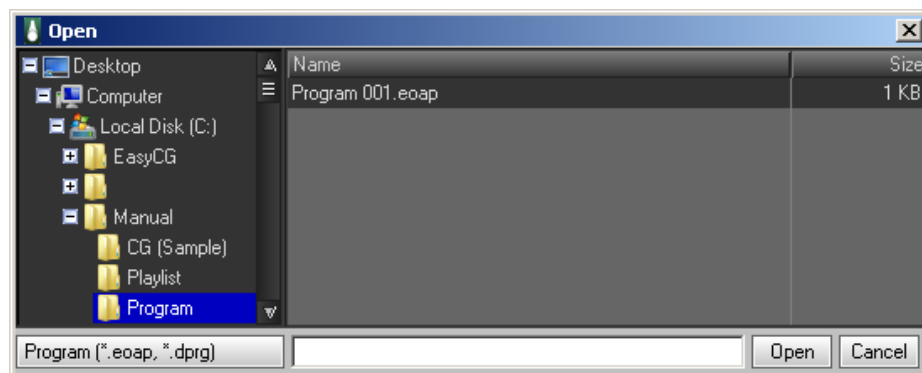 Open
Desktop
Name Size
Computer
Program 001.eoap 1 KB
Local Disk (C:)
EasyCG
Manual
CG (Sample)
Playlist
Program
Program (*.eoap, *.dprg) Open Cancel